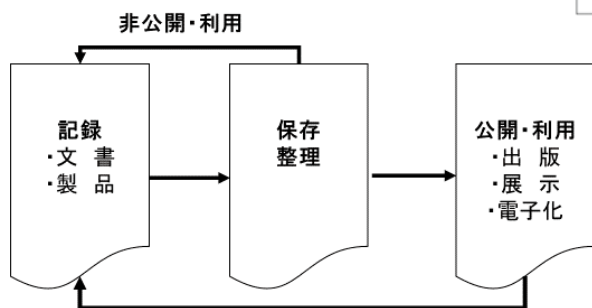 非公開・利用
記録
・文 書
・製 品
保存
整理
公開・利用
・出 版
・展 示
・電子化